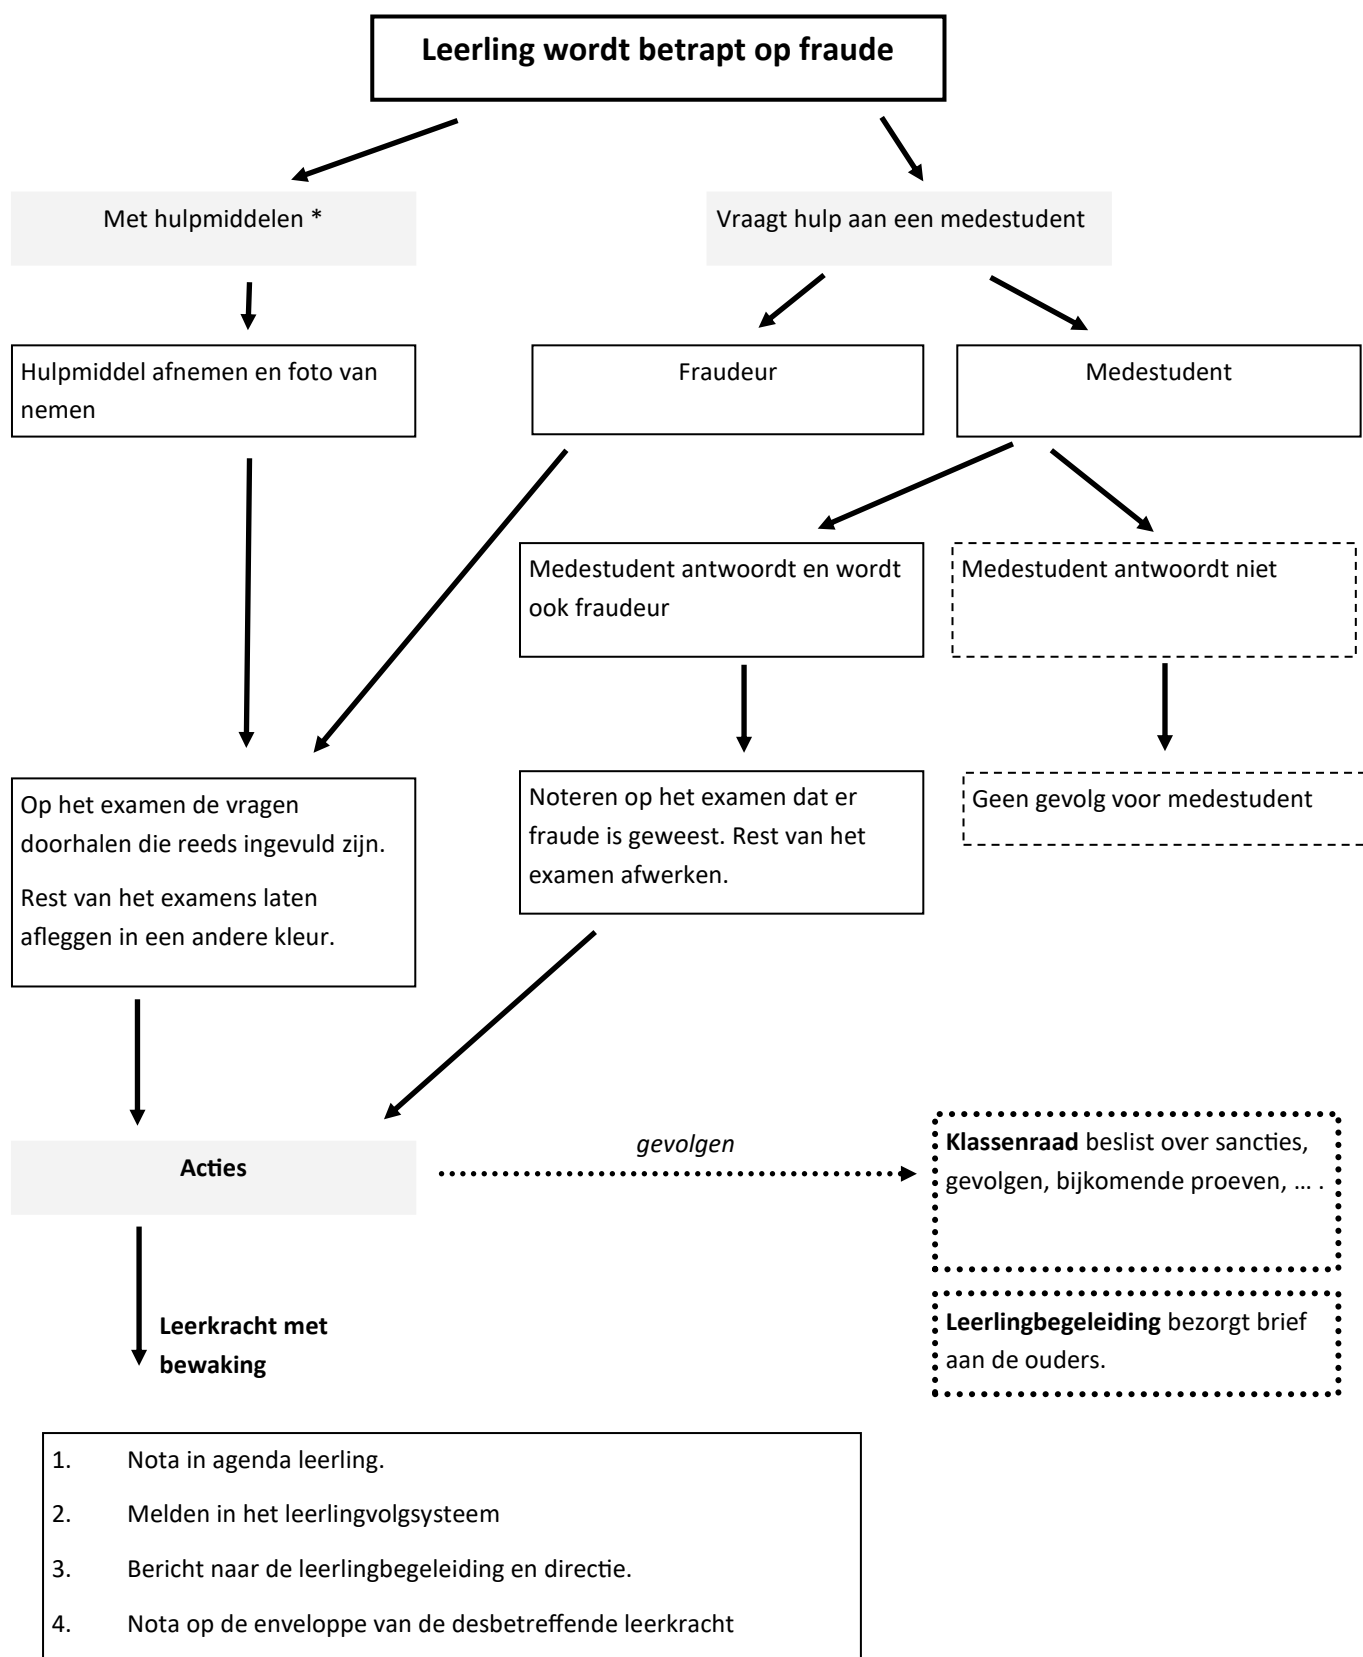 Leerling wordt betrapt op fraude
Met hulpmiddelen *
Vraagt hulp aan een medestudent
Hulpmiddel afnemen en foto van
nemen
Fraudeur
Medestudent
Medestudent antwoordt en wordt
ook fraudeur
Medestudent antwoordt niet
Op het examen de vragen
doorhalen die reeds ingevuld zijn.
Rest van het examens laten
afleggen in een andere kleur.
Noteren op het examen dat er
fraude is geweest. Rest van het
examen afwerken.
Geen gevolg voor medestudent
Acties
gevolgen
Klassenraad beslist over sancties,
gevolgen, bijkomende proeven, … .
Leerlingbegeleiding bezorgt brief
aan de ouders.
Leerkracht met
bewaking
1. Nota in agenda leerling.
2. Melden in het leerlingvolgsysteem
3. Bericht naar de leerlingbegeleiding en directie.
4. Nota op de enveloppe van de desbetreffende leerkracht